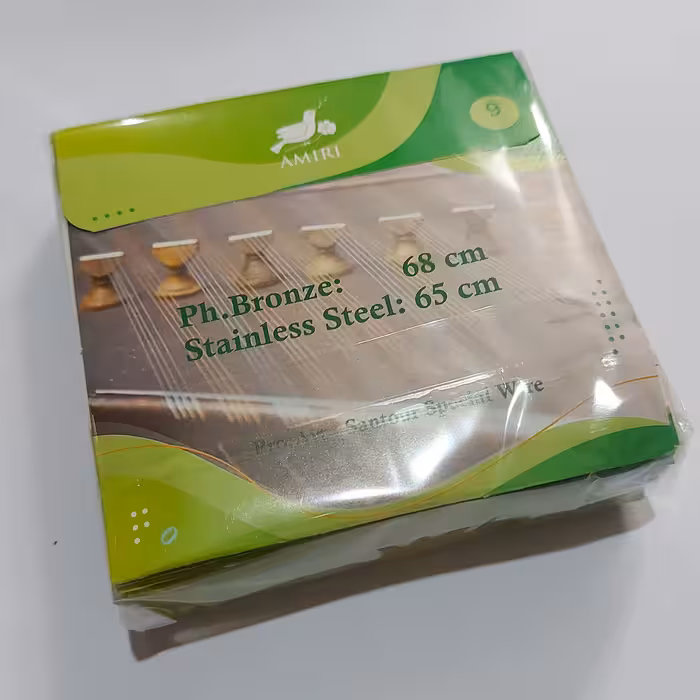 AMIRI
9
Ph.Bronze: 68 cm
Stainless Steel: 65 cm
Santour Special Wire